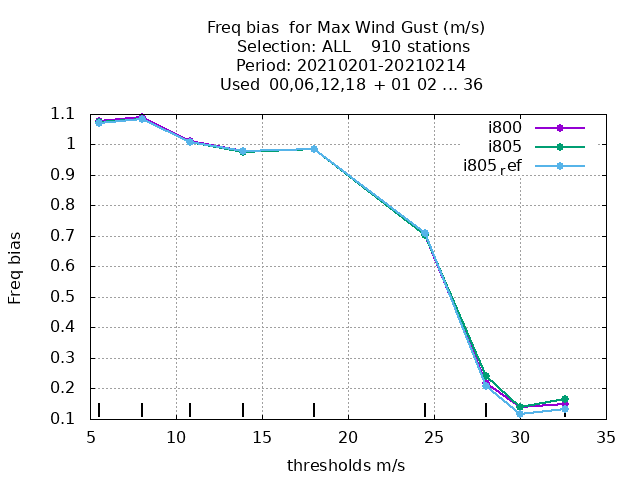 Freq bias for Max Wind Gust (m/s)
Selection: ALL 910 stations
Period: 20210201-20210214
Used 00,06,12,18 + 01 02 ... 36
1.1
1
0.9
0.8
0.7
0.6
0.5
0.4
0.3
0.2
0.1
Freq bias
i800
i805
i805ref
5 10 15 20 25 30 35
thresholds m/s